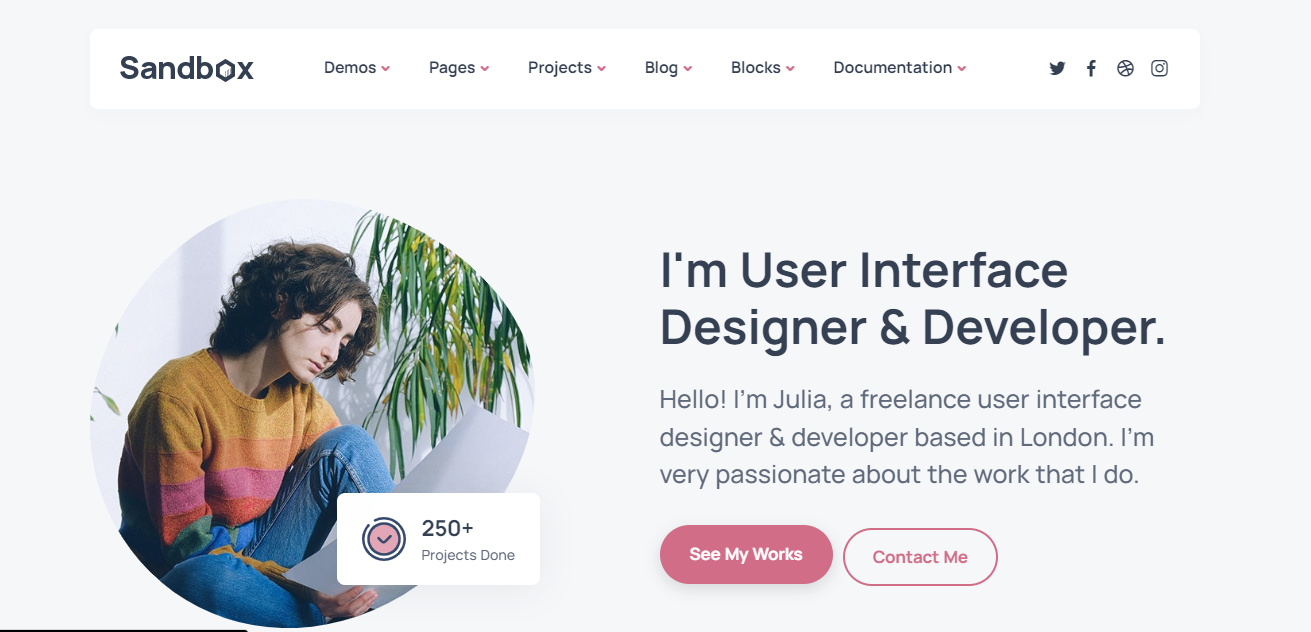 Sandbox
Demos Pages Projects Blog Blocks Documentation
I'm User Interface
Designer & Developer.
Hello! I'm Julia, a freelance user interface
designer & developer based in London. I'm
very passionate about the work that I do.
250+
Projects Done
See My Works Contact Me